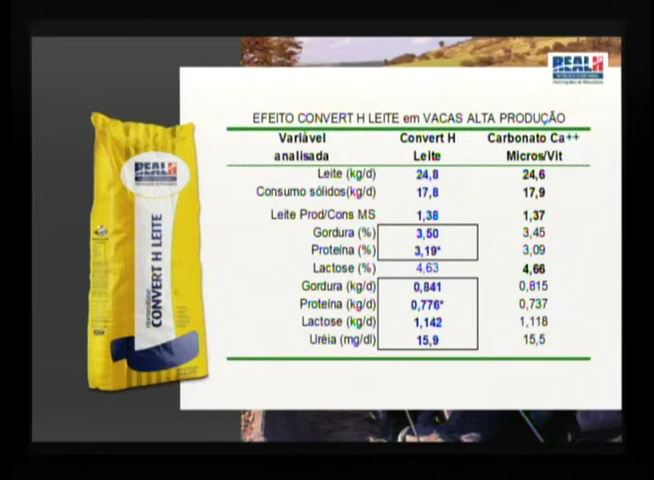 REAL H
EFEITO CONVERT H LEITE em VACAS ALTA PRODUÇÃO
Variável analisada Convert H Leite Carbonato Ca++ Micros/Vit
Leite (kg/d) 24,8 24,6
Consumo sólidos(kg/d) 17,8 17,9
Leite Prod/Cons MS 1,38 1,37
Gordura (%) 3,50 3,45
Proteína (%) 3,19* 3,09
Lactose (%) 4,63 4,66
Gordura (kg/d) 0,841 0,815
Proteína (kg/d) 0,776* 0,737
Lactose (kg/d) 1,142 1,118
Uréia (mg/dl) 15,9 15,5
REAL H
CONVERT H LEITE